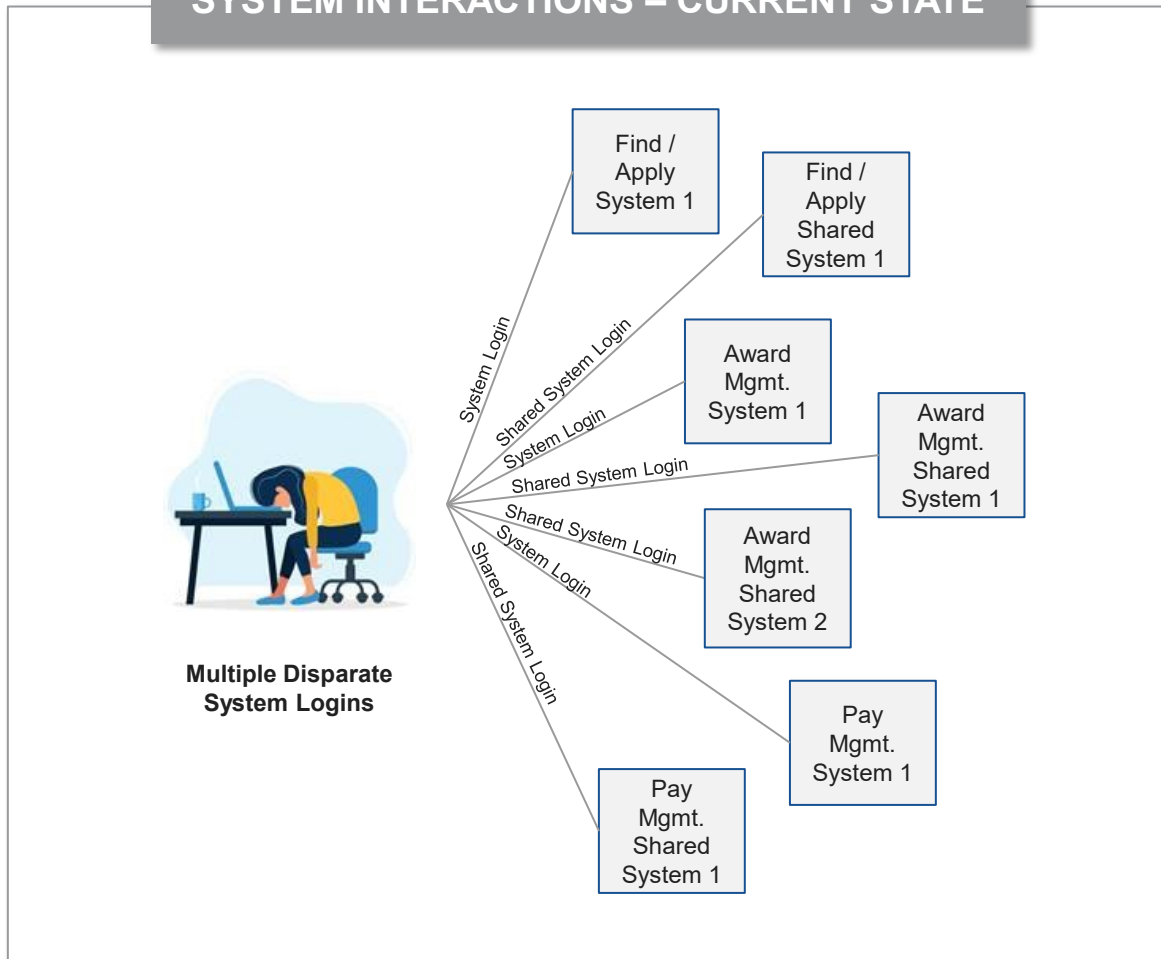 SYSTEM INTERACTIONS – CURRENT STATE
Find /
Apply
System 1
Find /
Apply
Shared
System 1
System Login
Shared System Login
Award
Mgmt.
System 1
System Login
Award
Mgmt.
Shared
System 1
Shared System Login
Shared System Login
Award
Mgmt.
Shared
System 2
System Login
Shared System Login
Multiple Disparate
System Logins
Pay
Mgmt.
System 1
Pay
Mgmt.
Shared
System 1